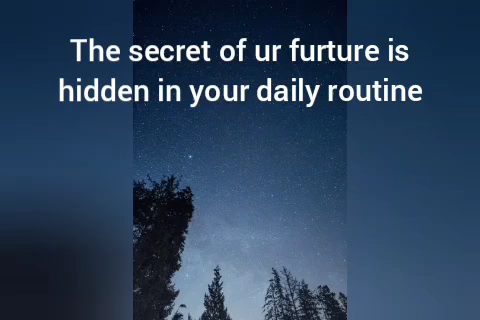 The secret of ur furture is
hidden in your daily routine